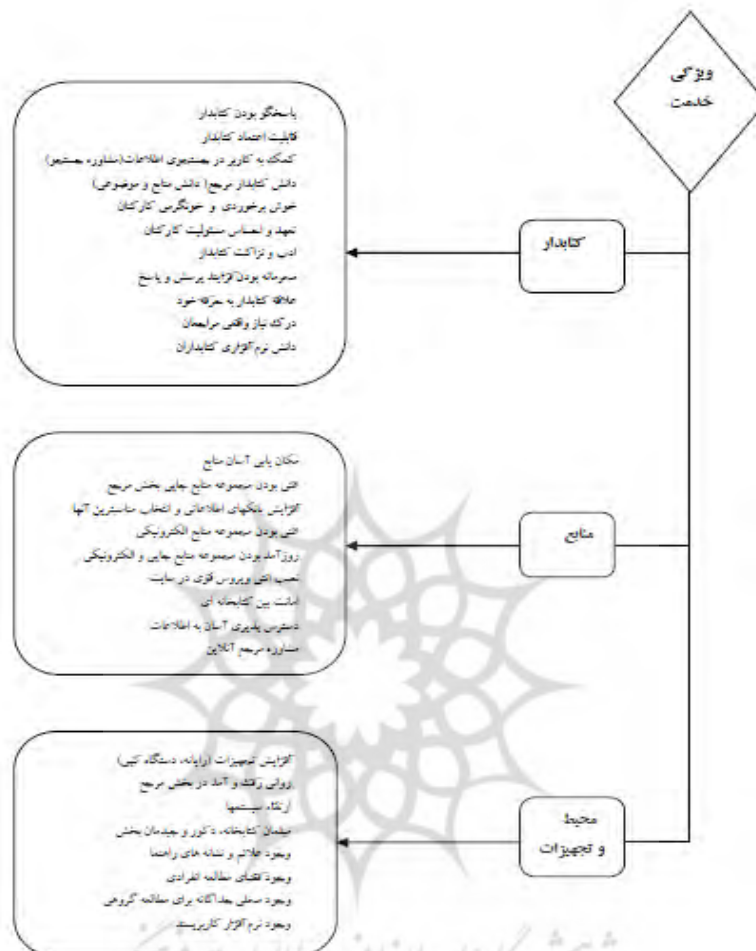 ویژگی
خدمت
کتابدار
پاسخگو بودن کتابدار
قابلیت اعتماد کتابدار
کمک به کاربر در جستجوی اطلاعات(مشاوره جستجو)
دانش کتابدار مرجع( دانش منابع و موضوعی)
خوش برخوردی و خونگرمی کارکنان
تعهد و احساس مسئولیت کارکنان
ادب و نزاکت کتابدار
محرمانه بودن فرایند پرسش و پاسخ
علاقه کتابدار به حرفه خود
درک نیاز واقعی مراجعان
دانش نرم افزاری کتابداران
منابع
مکان یابی آسان منابع
غنی بودن مجموعه منابع چاپی بخش مرجع
افزایش بانکهای اطلاعاتی و انتخاب مناسبترین آنها
غنی بودن مجموعه منابع الکترونیکی
روزآمد بودن مجموعه منابع چاپی و الکترونیکی
نصب آنتی ویروس قوی در سایت
امانت بین کتابخانه ای
دسترس پذیری آسان به اطلاعات
مشاوره مرجع آنلاین
محیط
و تجهیزات
افزایش تجهیزات (رایانه، دستگاه کپی)
روانی رفت و آمد در بخش مرجع
ارتقاء سیستمها
مبلمان کتابخانه، دکور و چیدمان بخش
وجود علائم و نشانه های راهنما
وجود فضای مطالعه انفرادی
وجود محلی جداگانه برای مطالعه گروهی
وجود نرم افزار کاربرپسند